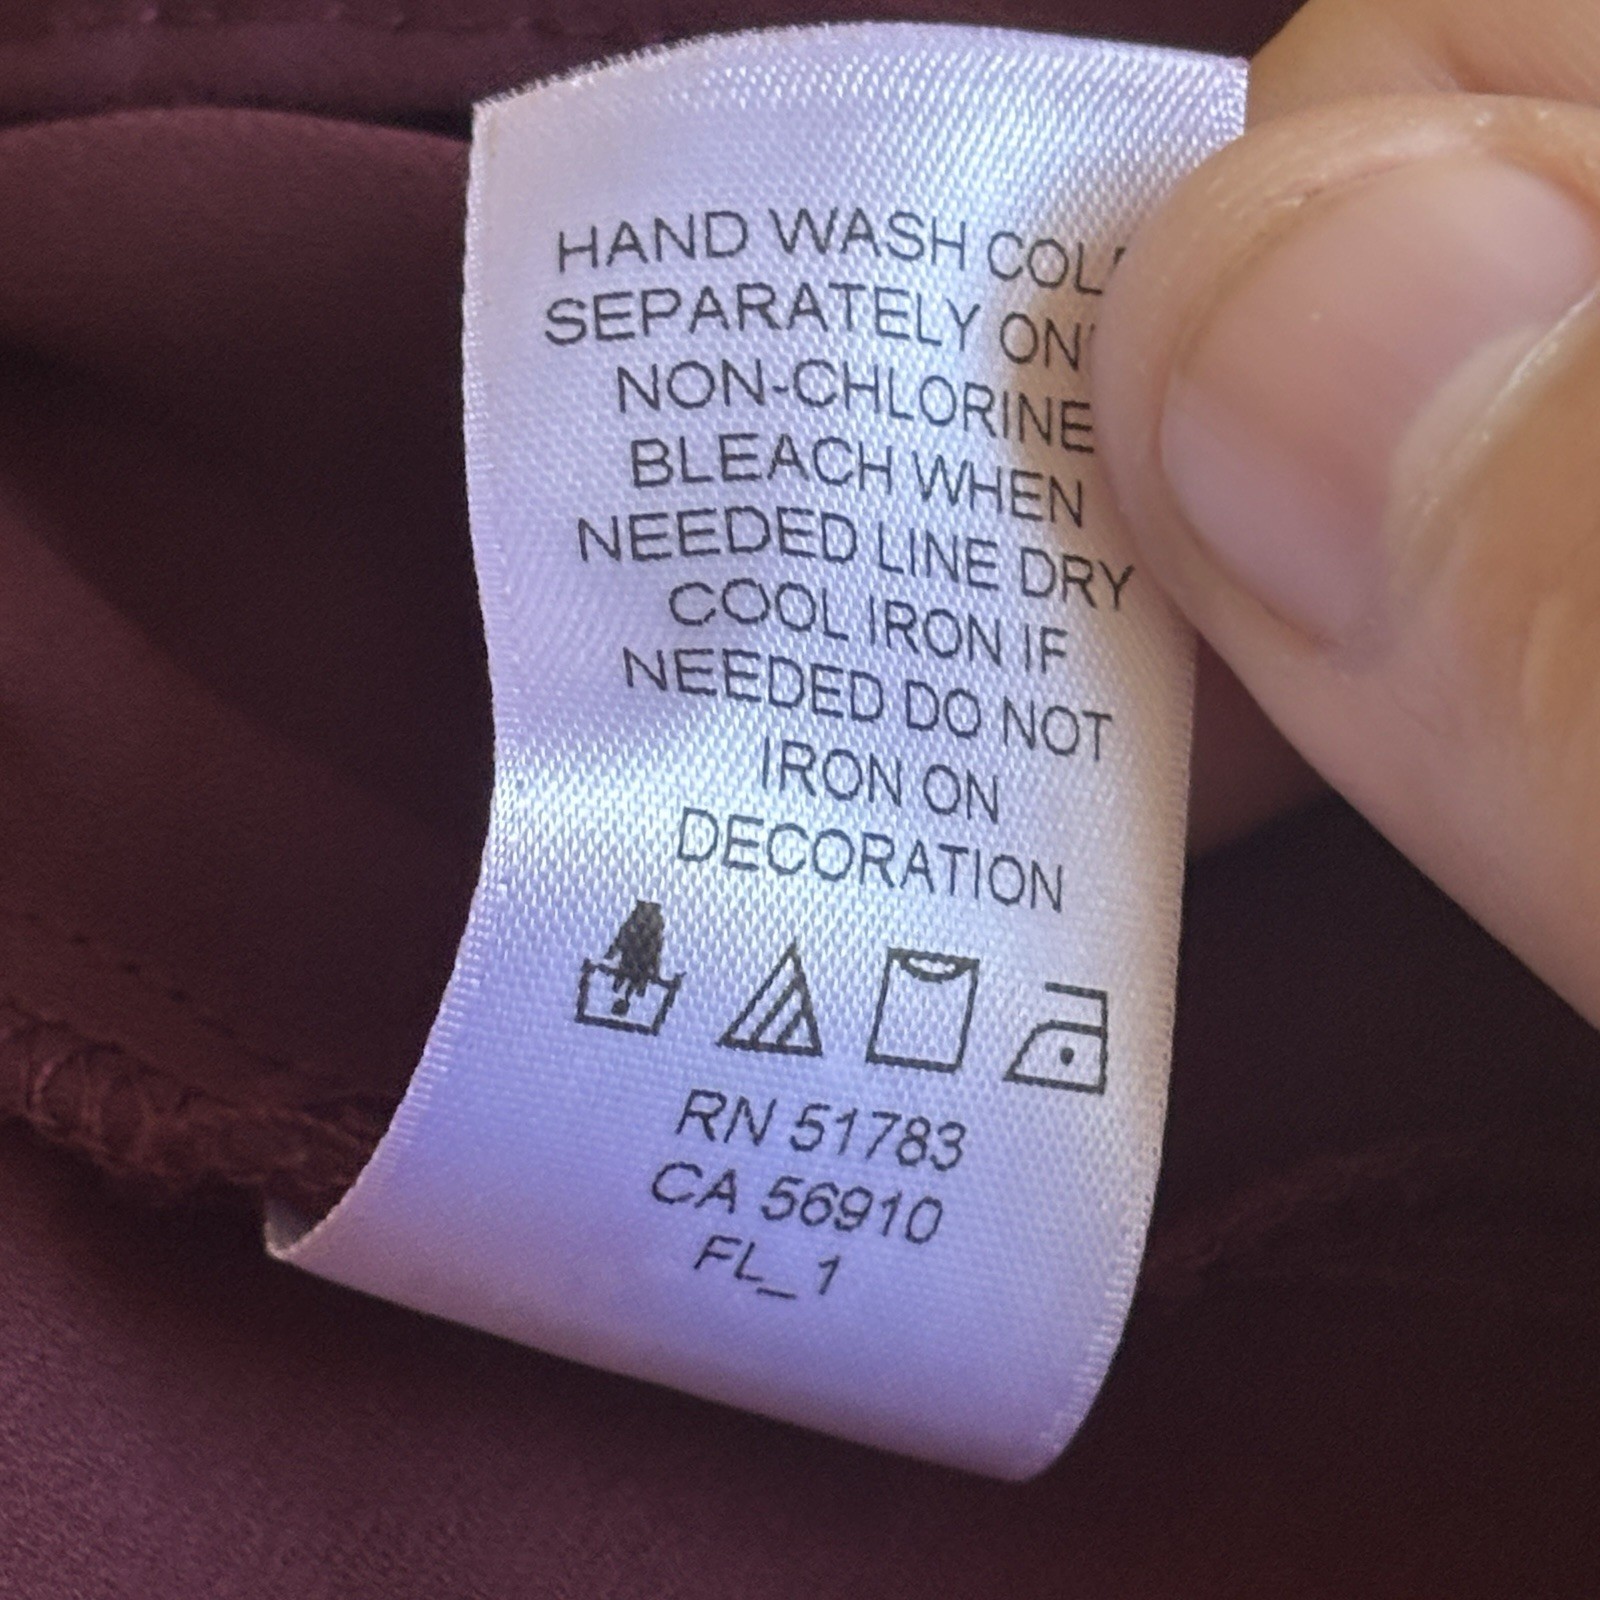 HAND WASH
SEPARATELY
NON-CHLORINE
BLEACH WHEN
NEEDED LINE DRY
COOL IRON IF
NEEDED DO NOT
IRON ON
DECORATION
RN 51783
CA 56910
FL_1